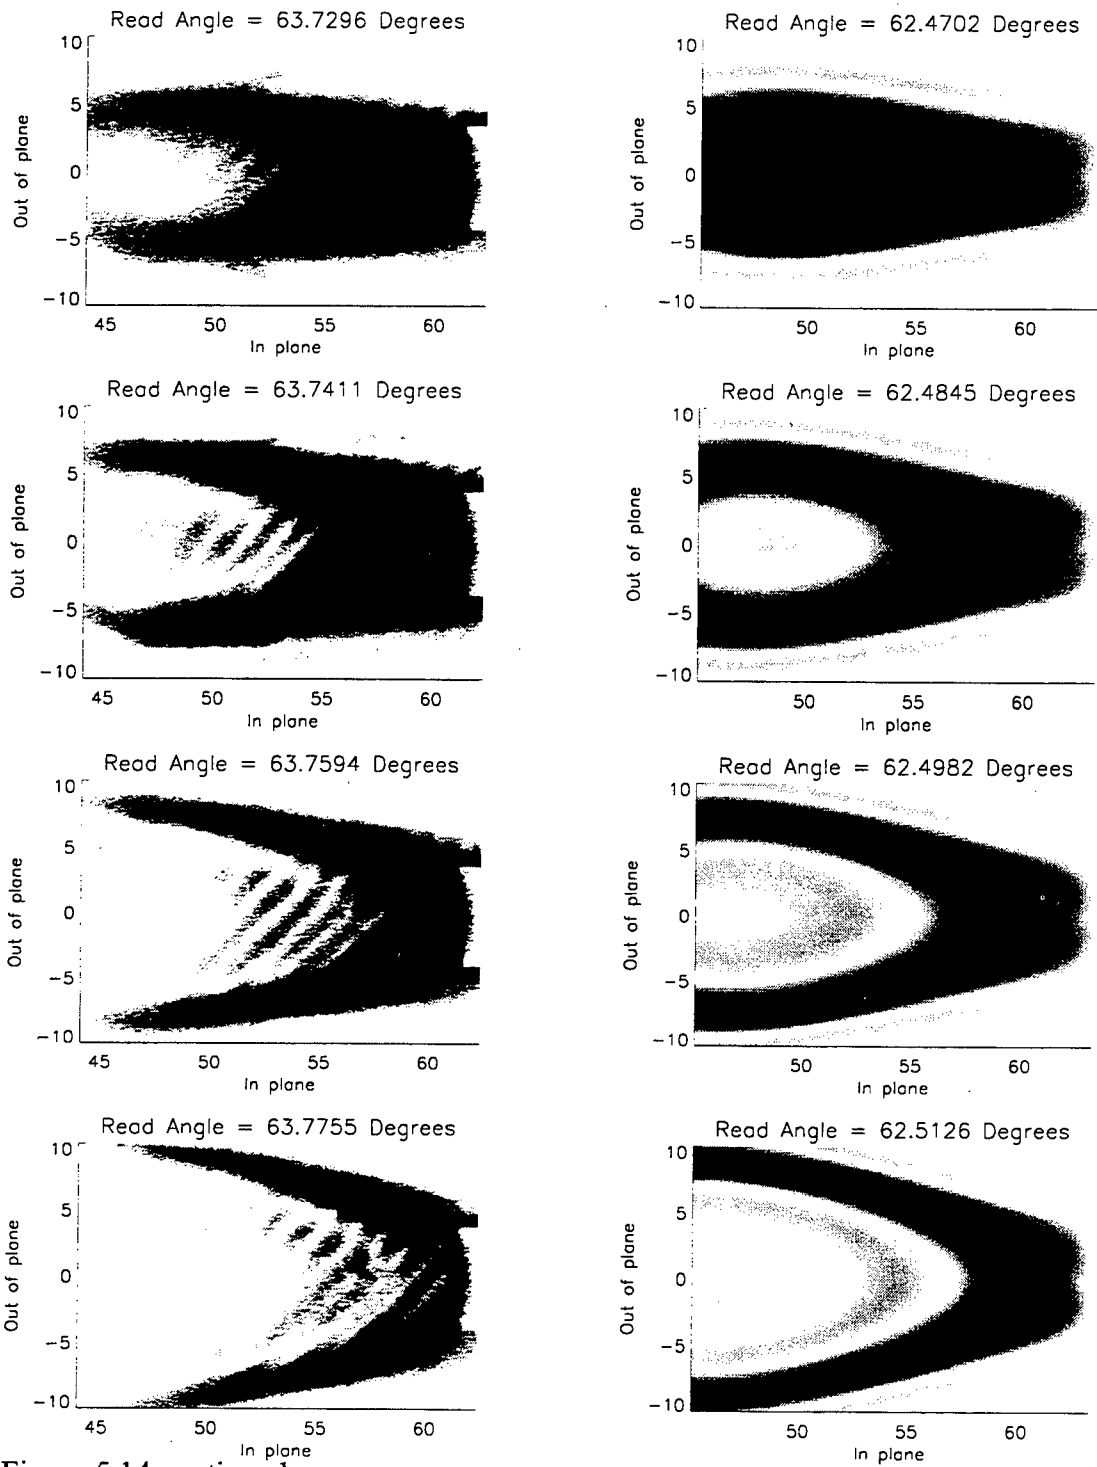 Read Angle = 63.7296 Degrees
10
5
0
-5
-10
Out of plane
45 50 55 60
In plane
Read Angle = 62.4702 Degrees
10
5
0
-5
-10
Out of plane
50 55 60
In plane
Read Angle = 63.7411 Degrees
10
5
0
-5
-10
Out of plane
45 50 55 60
In plane
Read Angle = 62.4845 Degrees
10
5
0
-5
-10
Out of plane
50 55 60
In plane
Read Angle = 63.7594 Degrees
10
5
0
-5
-10
Out of plane
45 50 55 60
In plane
Read Angle = 62.4982 Degrees
10
5
0
-5
-10
Out of plane
50 55 60
In plane
Read Angle = 63.7755 Degrees
10
5
0
-5
-10
Out of plane
45 50 55 60
In plane
Read Angle = 62.5126 Degrees
10
5
0
-5
-10
Out of plane
50 55 60
In plane